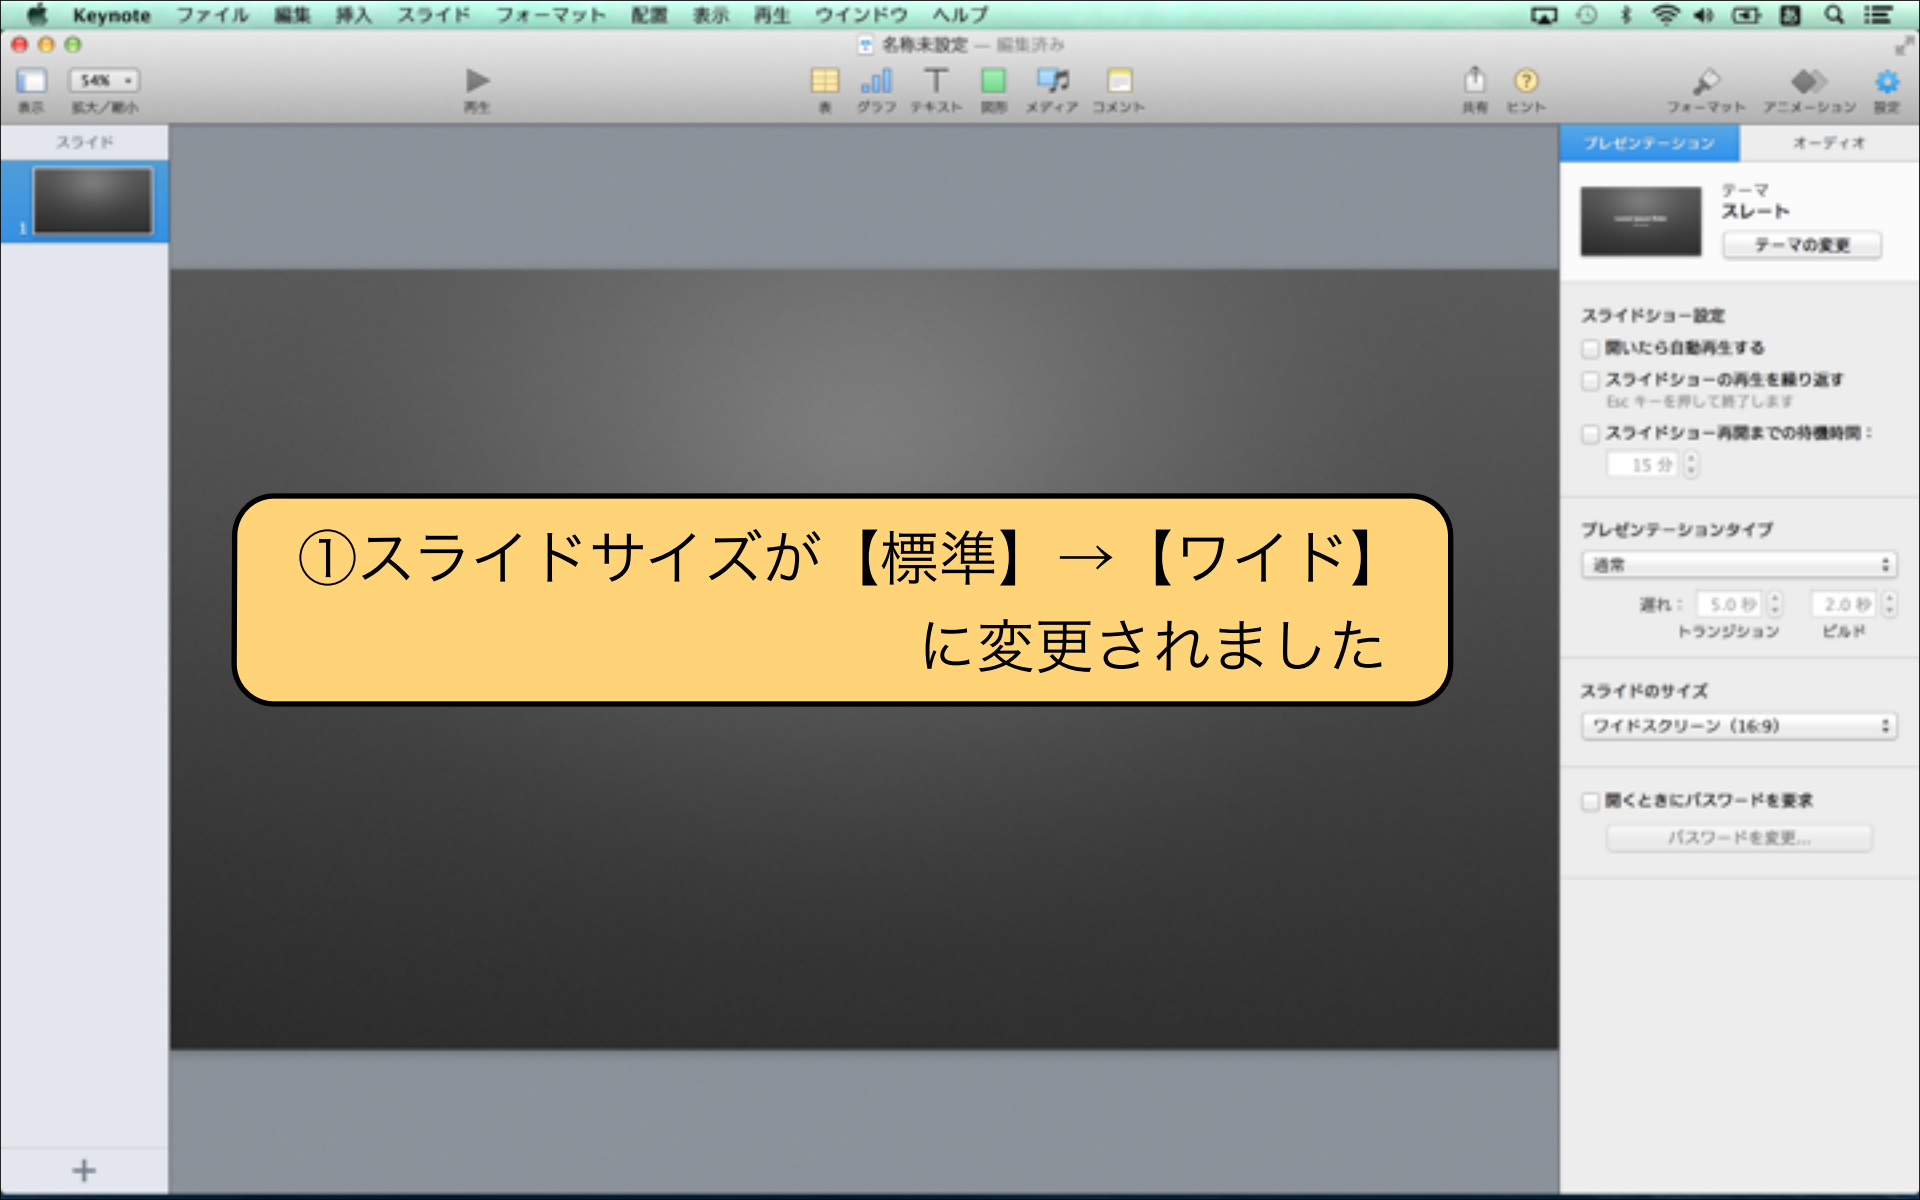 Keynote ファイル 編集 挿入 スライド フォーマット 配置 表示 再生 ウインドウ ヘルプ
名称未設定 — 編集済み
54%
表示 拡大/縮小 再生 表 グラフ テキスト 図形 メディア コメント 共有 ヒント フォーマット アニメーション 設定
スライド
1
プレゼンテーション オーディオ
テーマ
スレート
テーマの変更
スライドショー設定
開いたら自動再生する
スライドショーの再生を繰り返す
Esc キーを押して終了します
スライドショー再開までの待機時間：
15 分
①スライドサイズが【標準】→【ワイド】
に変更されました
プレゼンテーションタイプ
通常
遅れ： 5.0 秒 2.0 秒
トランジション ビルド
スライドのサイズ
ワイドスクリーン（16:9）
開くときにパスワードを要求
パスワードを変更...